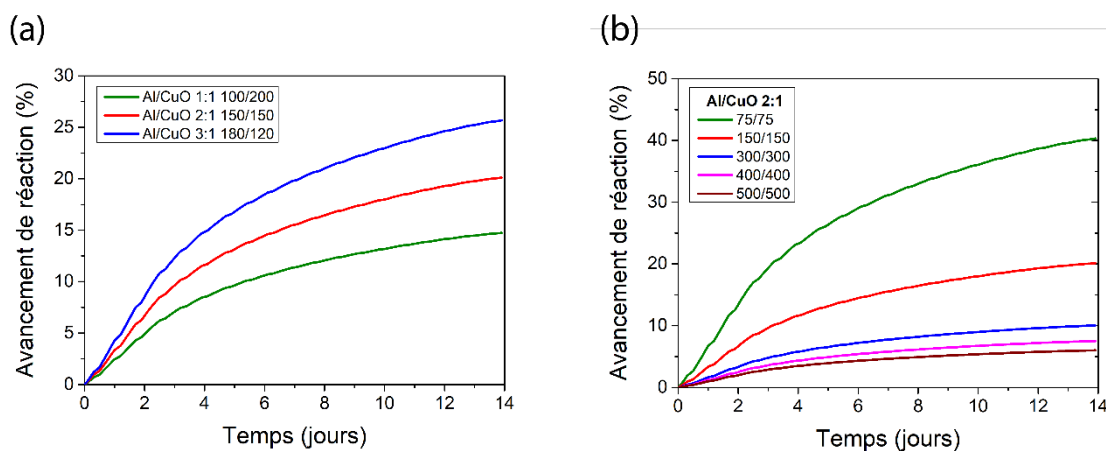 (a)
Avancement de réaction (%)
30
25
20
15
10
5
0
Al/CuO 1:1 100/200
Al/CuO 2:1 150/150
Al/CuO 3:1 180/120
0 2 4 6 8 10 12 14
Temps (jours)
(b)
Avancement de réaction (%)
50
40
30
20
10
0
Al/CuO 2:1
75/75
150/150
300/300
400/400
500/500
0 2 4 6 8 10 12 14
Temps (jours)